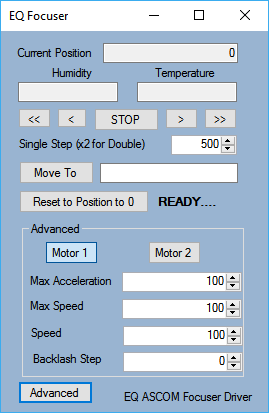 EQ Focuser
Current Position 0
Humidity Temperature
<< < STOP > >>
Single Step (x2 for Double) 500
Move To
Reset to Position to 0 READY....
Advanced
Motor 1 Motor 2
Max Acceleration 100
Max Speed 100
Speed 100
Backlash Step 0
Advanced EQ ASCOM Focuser Driver